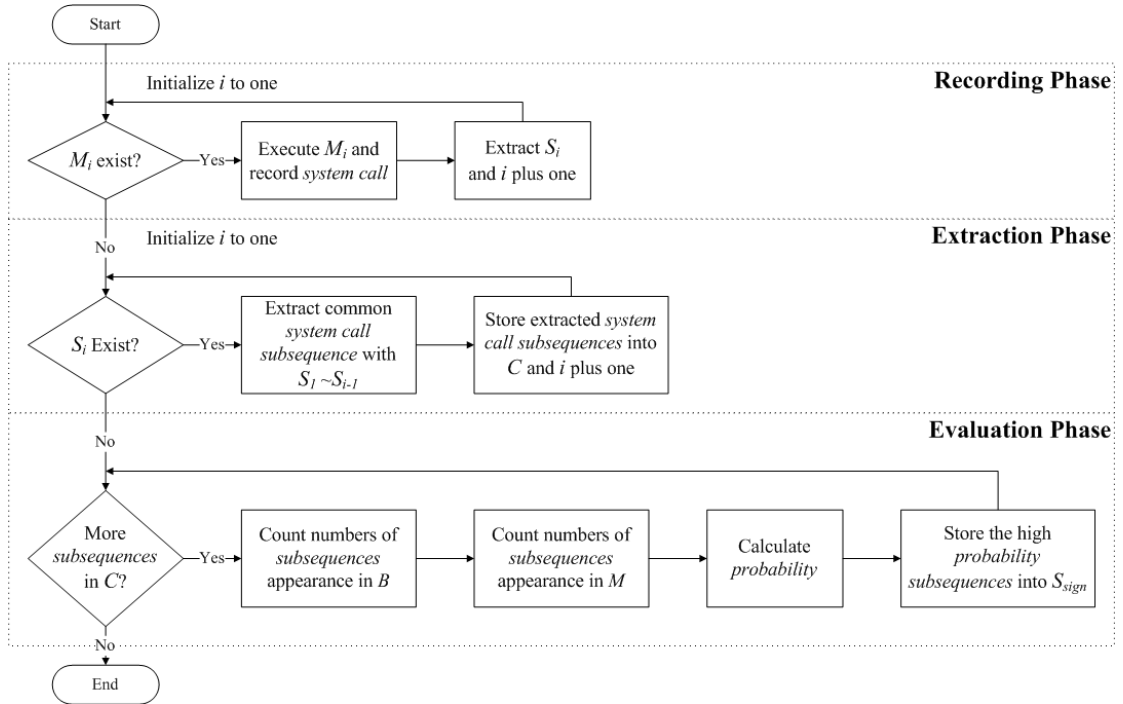 Start
Recording Phase
Initialize i to one
M_i exist?
Yes
Execute M_i and
record system call
Extract S_i
and i plus one
No
Initialize i to one
Extraction Phase
S_i Exist?
Yes
Extract common
system call
subsequence with
S_1 ~S_i-1
Store extracted system
call subsequences into
C and i plus one
No
Evaluation Phase
More
subsequences
in C?
Yes
Count numbers of
subsequences
appearance in B
Count numbers of
subsequences
appearance in M
Calculate
probability
Store the high
probability
subsequences into S_sign
No
End